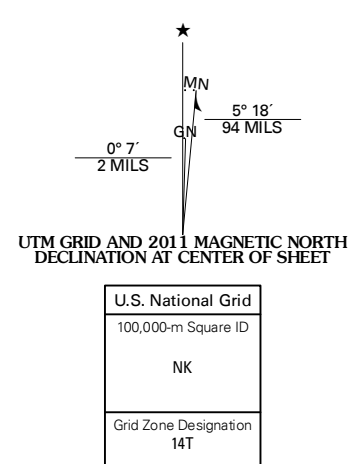 ★
MN
GN
5° 18´
94 MILS
0° 7´
2 MILS
UTM GRID AND 2011 MAGNETIC NORTH
DECLINATION AT CENTER OF SHEET
U.S. National Grid
100,000-m Square ID
NK
Grid Zone Designation
14T